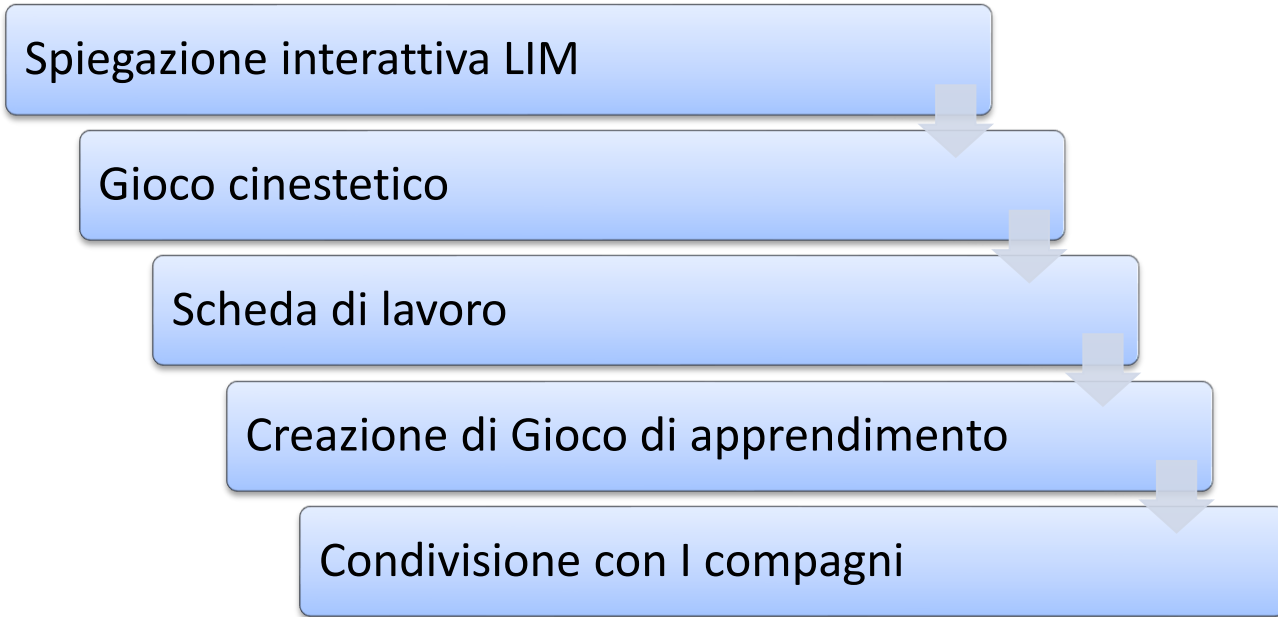 Spiegazione interattiva LIM
Gioco cinestetico
Scheda di lavoro
Creazione di Gioco di apprendimento
Condivisione con I compagni